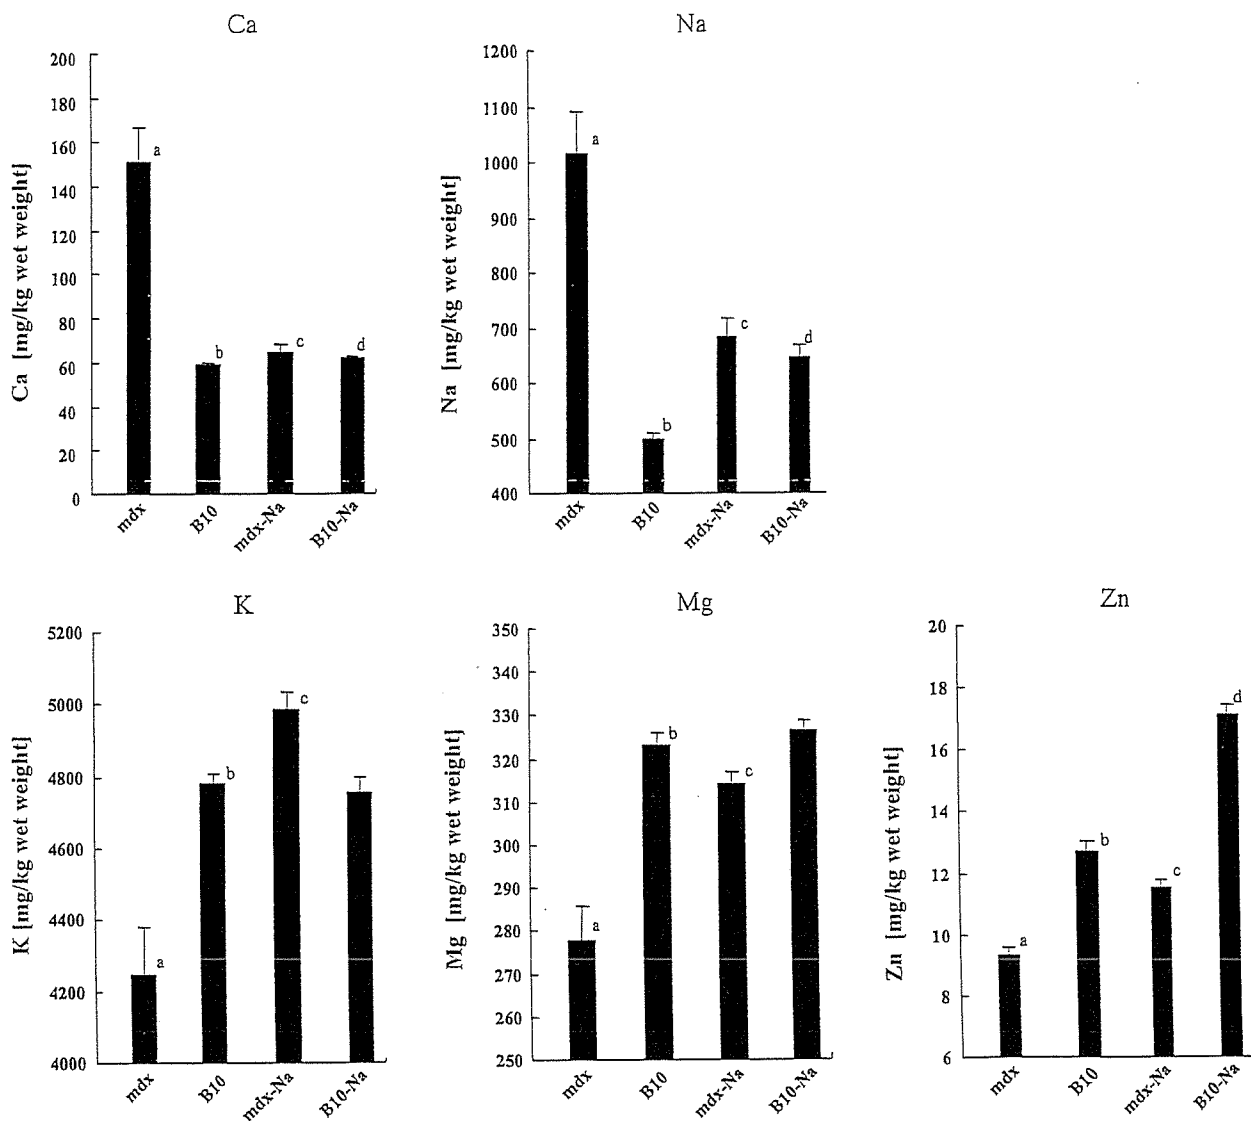 Ca
Ca [mg/kg wet weight]
200
180
160
140
120
100
80
60
40
20
0
a
b
c
d
mdx
B10
mdx-Na
B10-Na
Na
Na [mg/kg wet weight]
1200
1100
1000
900
800
700
600
500
400
a
b
c
d
mdx
B10
mdx-Na
B10-Na
K
K [mg/kg wet weight]
5200
5000
4800
4600
4400
4200
4000
a
b
c
mdx
B10
mdx-Na
B10-Na
Mg
Mg [mg/kg wet weight]
350
340
330
320
310
300
290
280
270
260
250
a
b
c
mdx
B10
mdx-Na
B10-Na
Zn
Zn [mg/kg wet weight]
20
18
16
14
12
10
8
6
a
b
c
d
mdx
B10
mdx-Na
B10-Na